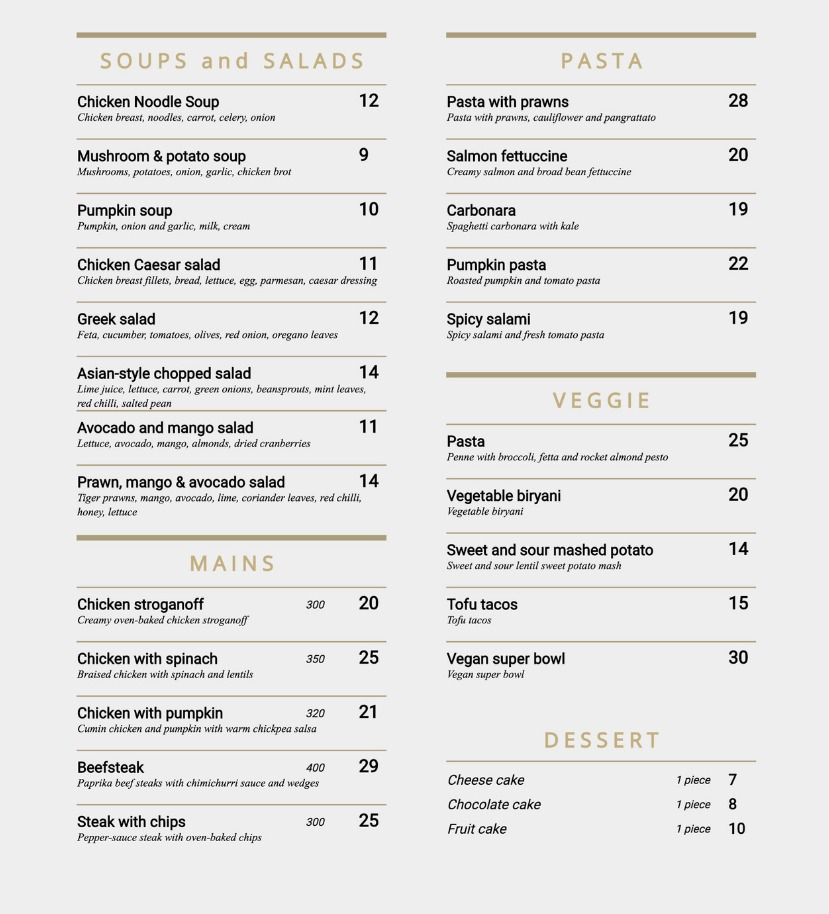 SOUPS and SALADS
Chicken Noodle Soup 12
Chicken breast, noodles, carrot, celery, onion
Mushroom & potato soup 9
Mushrooms, potatoes, onion, garlic, chicken brot
Pumpkin soup 10
Pumpkin, onion and garlic, milk, cream
Chicken Caesar salad 11
Chicken breast fillets, bread, lettuce, egg, parmesan, caesar dressing
Greek salad 12
Feta, cucumber, tomatoes, olives, red onion, oregano leaves
Asian-style chopped salad 14
Lime juice, lettuce, carrot, green onions, beansprouts, mint leaves,
red chilli, salted pean
Avocado and mango salad 11
Lettuce, avocado, mango, almonds, dried cranberries
Prawn, mango & avocado salad 14
Tiger prawns, mango, avocado, lime, coriander leaves, red chilli,
honey, lettuce
MAINS
Chicken stroganoff 300 20
Creamy oven-baked chicken stroganoff
Chicken with spinach 350 25
Braised chicken with spinach and lentils
Chicken with pumpkin 320 21
Cumin chicken and pumpkin with warm chickpea salsa
Beefsteak 400 29
Paprika beef steaks with chimichurri sauce and wedges
Steak with chips 300 25
Pepper-sauce steak with oven-baked chips
PASTA
Pasta with prawns 28
Pasta with prawns, cauliflower and pangrattato
Salmon fettuccine 20
Creamy salmon and broad bean fettuccine
Carbonara 19
Spaghetti carbonara with kale
Pumpkin pasta 22
Roasted pumpkin and tomato pasta
Spicy salami 19
Spicy salami and fresh tomato pasta
VEGGIE
Pasta 25
Penne with broccoli, fetta and rocket almond pesto
Vegetable biryani 20
Vegetable biryani
Sweet and sour mashed potato 14
Sweet and sour lentil sweet potato mash
Tofu tacos 15
Tofu tacos
Vegan super bowl 30
Vegan super bowl
DESSERT
Cheese cake 1 piece 7
Chocolate cake 1 piece 8
Fruit cake 1 piece 10